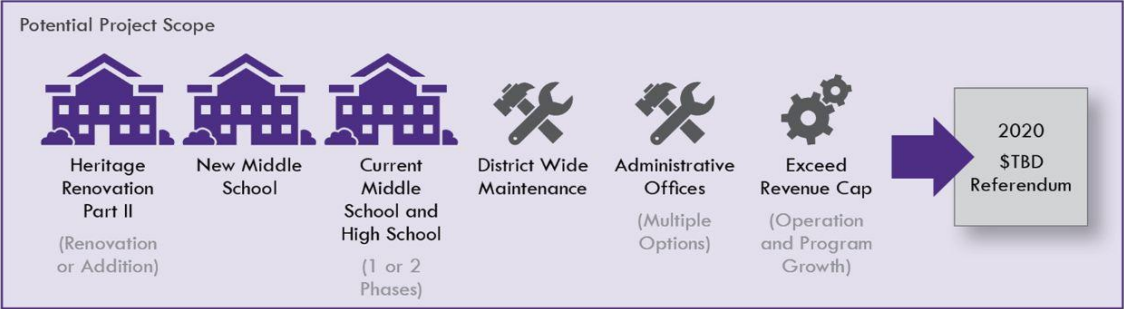 Potential Project Scope
Heritage
Renovation
Part II
(Renovation
or Addition)
New Middle
School
Current
Middle
School and
High School
(1 or 2
Phases)
District Wide
Maintenance
Administrative
Offices
(Multiple
Options)
Exceed
Revenue Cap
(Operation
and Program
Growth)
2020
$TBD
Referendum